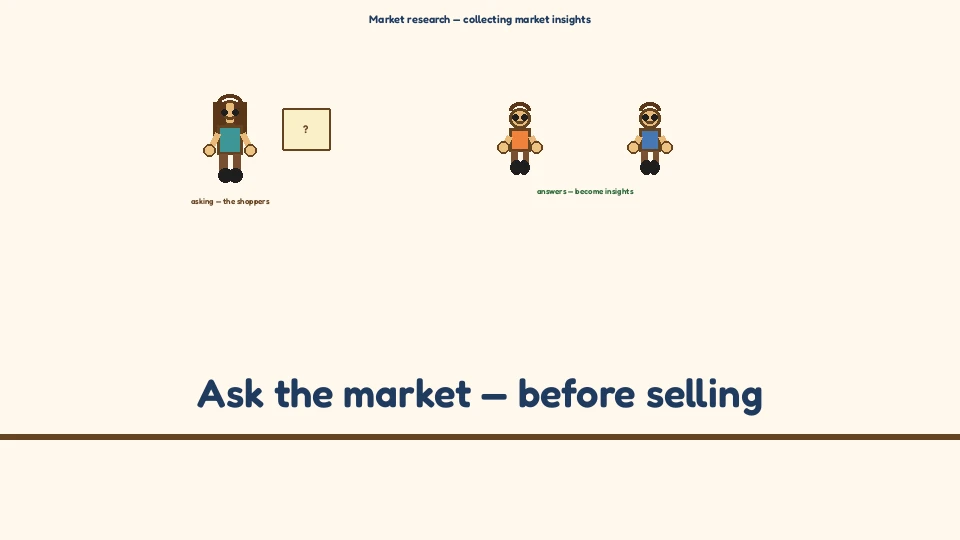 Market research — collecting market insights
?
asking — the shoppers
answers — become insights
Ask the market — before selling